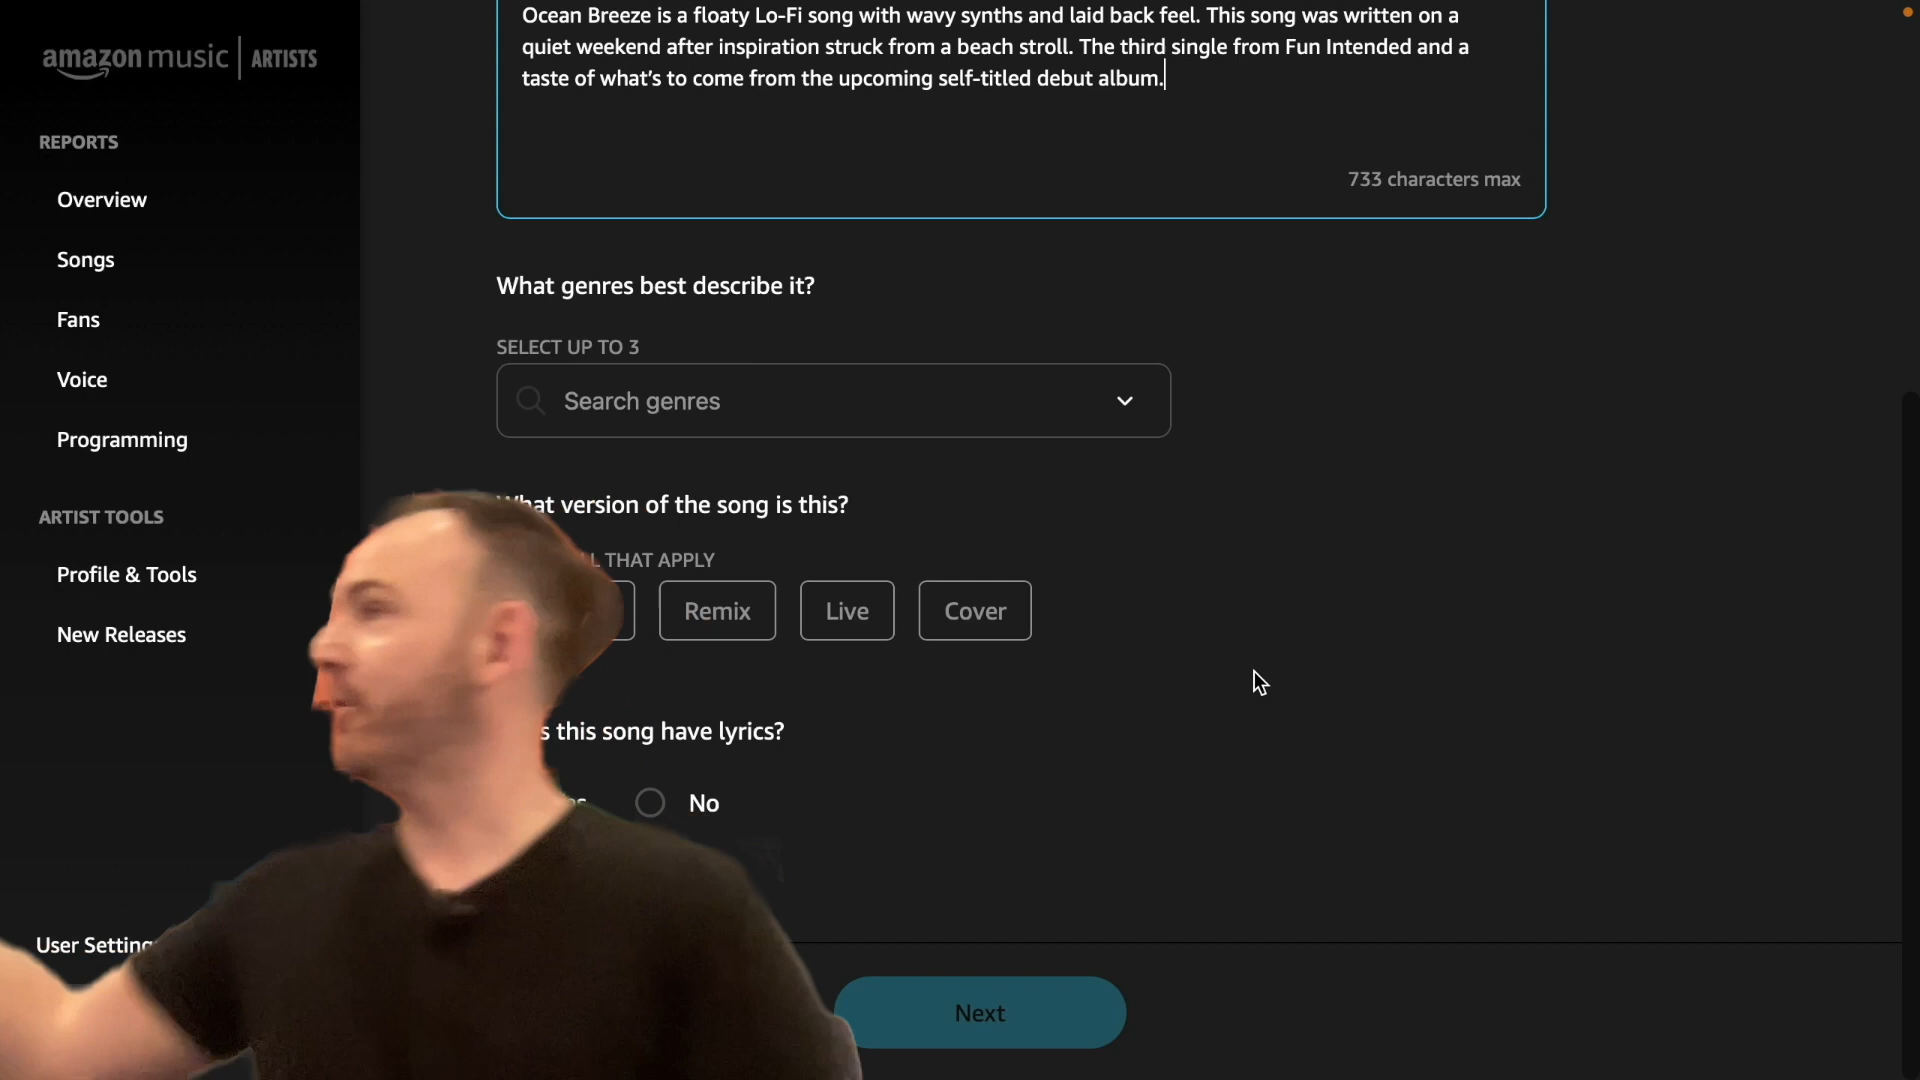 Ocean Breeze is a floaty Lo-Fi song with wavy synths and laid back feel. This song was written on a
quiet weekend after inspiration struck from a beach stroll. The third single from Fun Intended and a
taste of what's to come from the upcoming self-titled debut album.
733 characters max
amazon music | ARTISTS
REPORTS
Overview
Songs
Fans
Voice
Programming
ARTIST TOOLS
Profile & Tools
New Releases
User Setting
What genres best describe it?
SELECT UP TO 3
Search genres
What version of the song is this?
THAT APPLY
Remix
Live
Cover
this song have lyrics?
No
Next